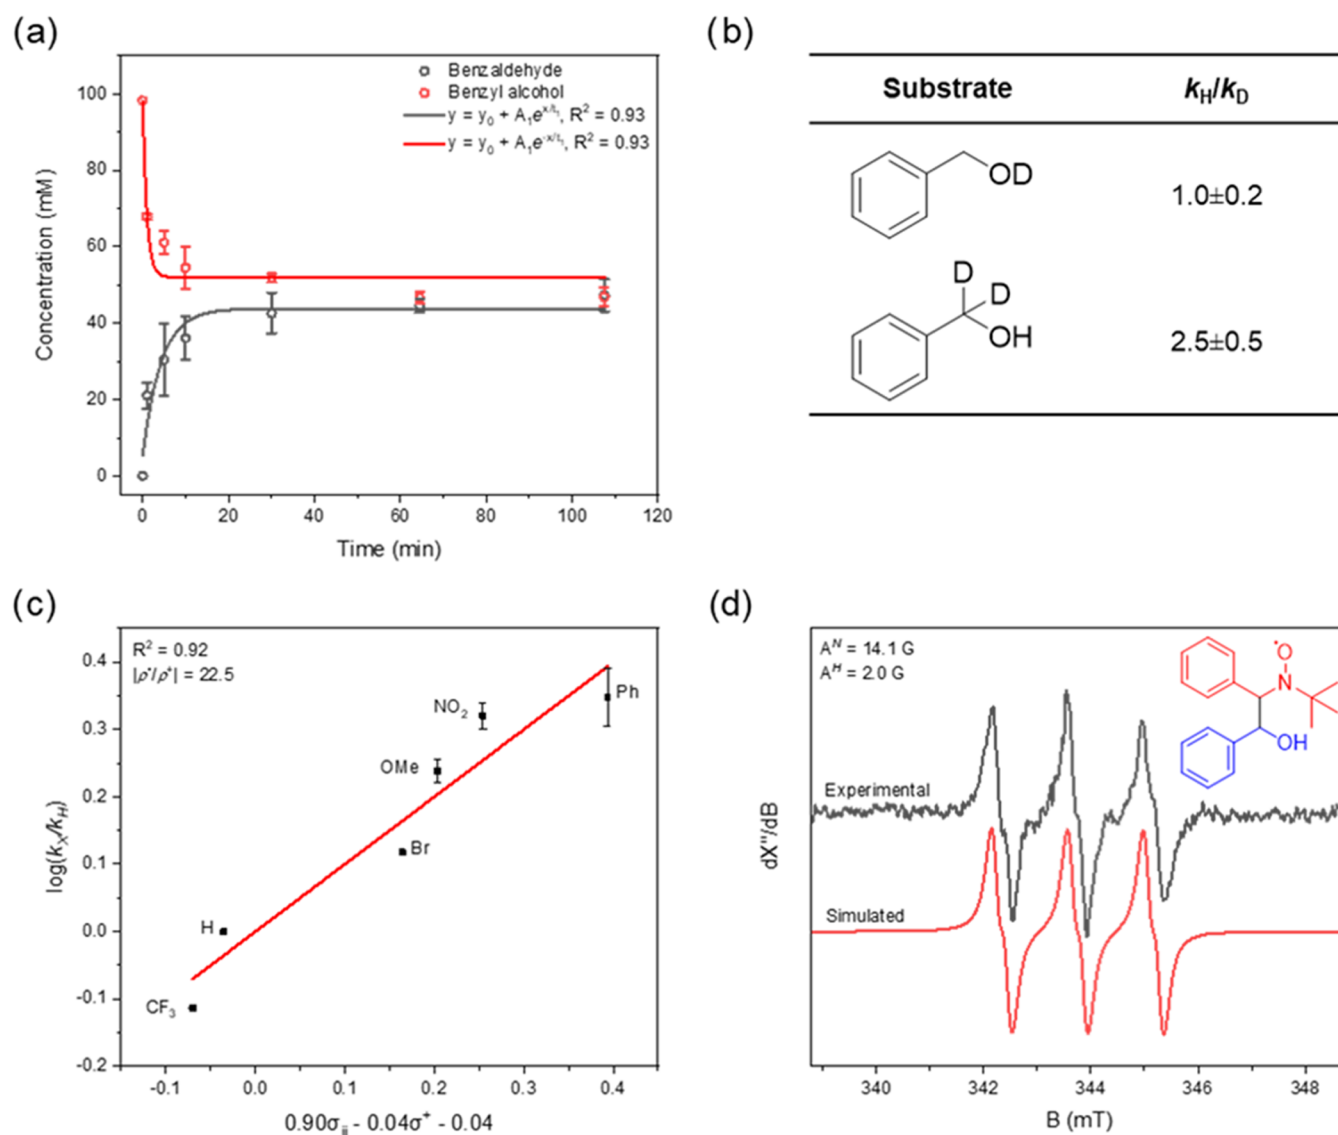 (a)
Benzaldehyde
Benzyl alcohol
y = y₀ + A₁e^(x/t₁), R² = 0.93
y = y₀ + A₁e^(-x/t₁), R² = 0.93
100
80
60
40
20
0
Concentration (mM)
0 20 40 60 80 100 120
Time (min)
(b)
Substrate kH/kD
OD
1.0±0.2
D
D
OH
2.5±0.5
(c)
R² = 0.92
|ρ•/ρ⁺| = 22.5
0.4
0.3
0.2
0.1
0.0
-0.1
-0.2
log(kX/kH)
Ph
NO₂
OMe
Br
H
CF₃
-0.1 0.0 0.1 0.2 0.3 0.4
0.90σjj - 0.04σ⁺ - 0.04
(d)
Aᴺ = 14.1 G
Aᴴ = 2.0 G
•O
N
OH
Experimental
Simulated
dX"/dB
340 342 344 346 348
B (mT)